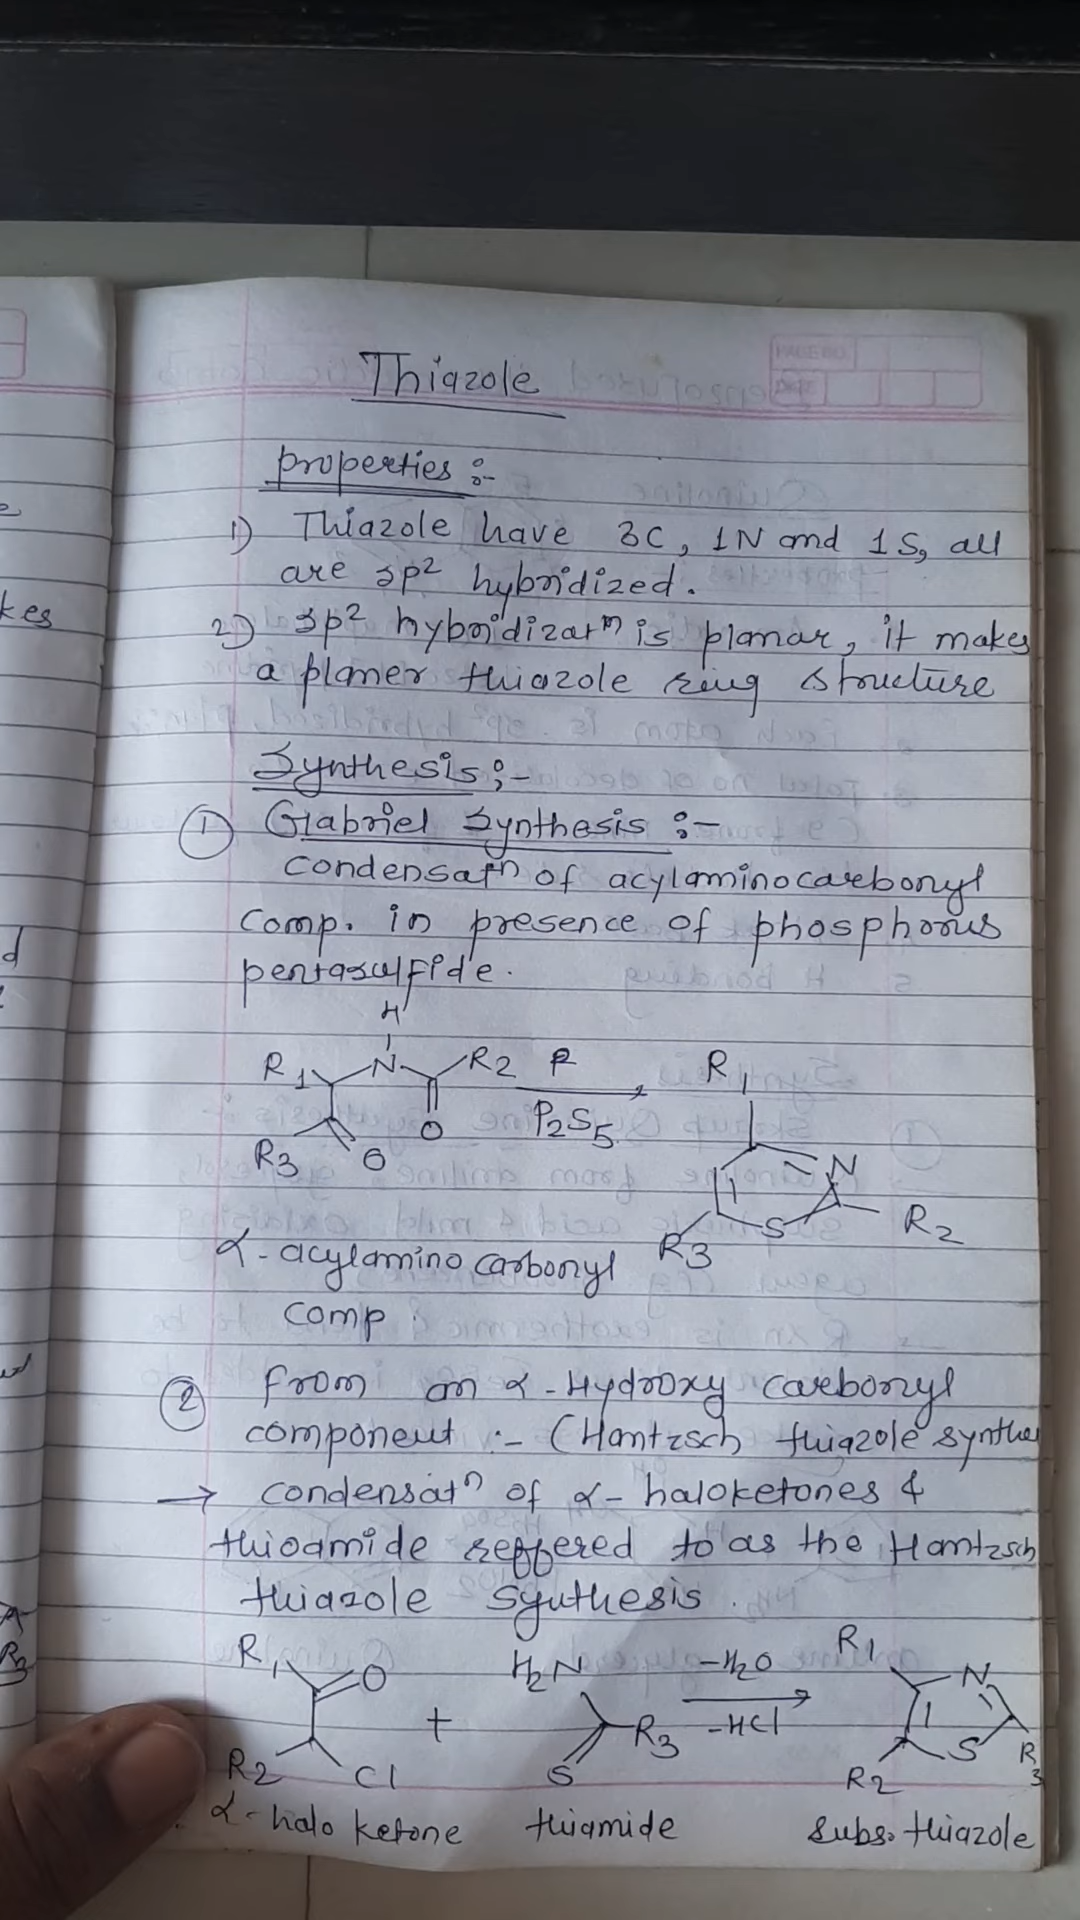 PAGE NO.
DATE
Thiazole
properties :-
1) Thiazole have 3C, 1N and 1S, all
are sp² hybridized.
2) sp² hybridizatⁿ is planar, it makes
a planer thiazole ring structure
Synthesis :-
① Gabriel Synthesis :-
condensatⁿ of acylaminocarbonyl
comp. in presence of phosphorus
pentasulfide.
H
R1 N R2 P R1
P2S5
R3 O O N
S R2
R3
α-acylamino carbonyl
comp.
② from an α-Hydroxy carbonyl
component :- (Hantzsch thiazole synthes
→ condensatⁿ of α-haloketones &
thioamide reffered to as the Hantzsch
thiazole synthesis.
R1 O H2N -H2O R1 N
+ R3 -HCl
R2 Cl S R2 S R3
α-halo ketone thiamide subs. thiazole